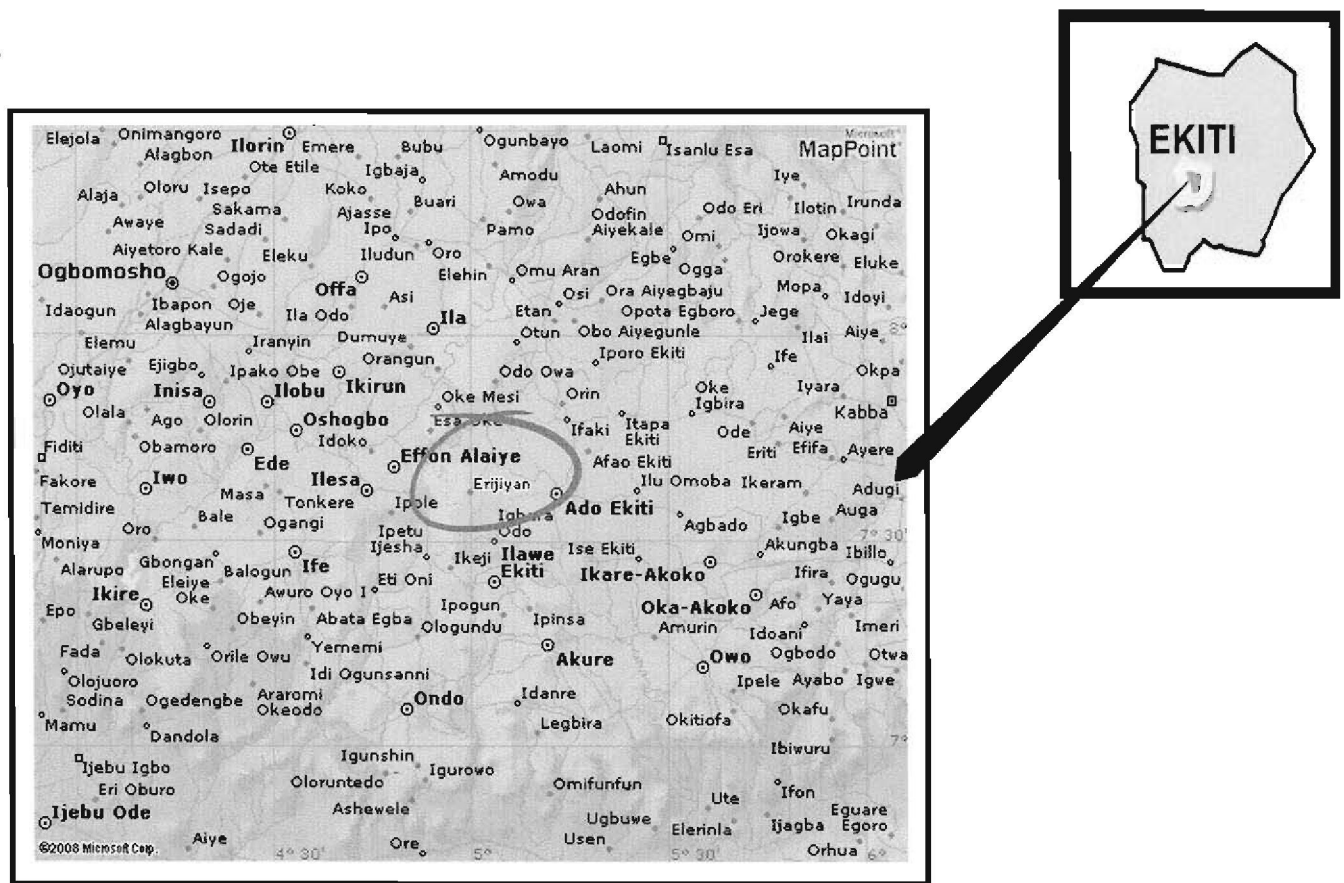 EKITI
Microsoft
MapPoint
Elejola Onimangoro Ilorin Emere Bubu Ogunbayo Laomi Isanlu Esa
Alagbon Ote Etile Igbaja Amodu Iye
Alaja Oloru Isepo Koko Buari Owa Ahun Odo Eri Ilotin Irunda
Awaye Sakama Ajasse Odofin
Sadadi Ipo Pamo Aiyekale Omi Ijowa Okagi
Aiyetoro Kale Eleku Iludun Oro Egbe Orokere Eluke
Ogbomosho Ogojo Offa Elehin Omu Aran Ogga
Idaogun Ibapon Oje Asi Osi Ora Aiyegbaju Mopa Idoyi
Alagbayun Ila Odo Ila Etan Opota Egboro Jege
Elemu Iranyin Dumuye Otun Obo Aiyegunle Ilai Aiye
Ojutaiye Ejigbo Ipako Obe Orangun Odo Owa Iporo Ekiti Ife Okpa
Oyo Inisa Ilobu Ikirun Oke Mesi Orin Oke Iyara
Igbira Kabba
Olala Ago Olorin Oshogbo Esa Oke Ifaki Itapa
Ekiti Ode Aiye
Fiditi Obamoro Idoko Eriti Efifa Ayere
Ede Effon Alaiye Afao Ekiti
Fakore Iwo Masa Ilesa Erijiyan Ilu Omoba Ikeram Adugi
Temidire Tonkere Ipole Igbara
Odo Ado Ekiti Igbe Auga
Oro Bale Ogangi Ipetu
Ijesha Agbado 7° 30'
Moniya Gbongan Ife Ikeji Ilawe
Ekiti Ise Ekiti Akungba Ibillo
Alarupo Eleiye
Oke Balogun Eti Oni Ikare-Akoko Ifira Ogugu
Ikire Awuro Oyo I Ipogun Oka-Akoko Afo Yaya
Epo Gbeleyi Obeyin Abata Egba Ologundu Ipinsa Amurin Idoani Imeri
Fada Olokuta Orile Owu Yememi Akure Owo Ogbodo Otwa
Olojuoro Idi Ogunsanni Ipele Ayabo Igwe
Sodina Ogedengbe Araromi
Okeodo Ondo Idanre Okafu
Mamu Dandola Legbira Okitiofa
7°
Ijebu Igbo Igunshin Igurowo Ibiwuru
Eri Oburo Oloruntedo Omifunfun Ute Ifon
Ijebu Ode Ashewele Ugbuwe Elerinla Ijagba Eguare
Egoro
Aiye Ore Usen Orhua
©2008 Microsoft Corp. 4° 30' 5° 5° 30' 6°